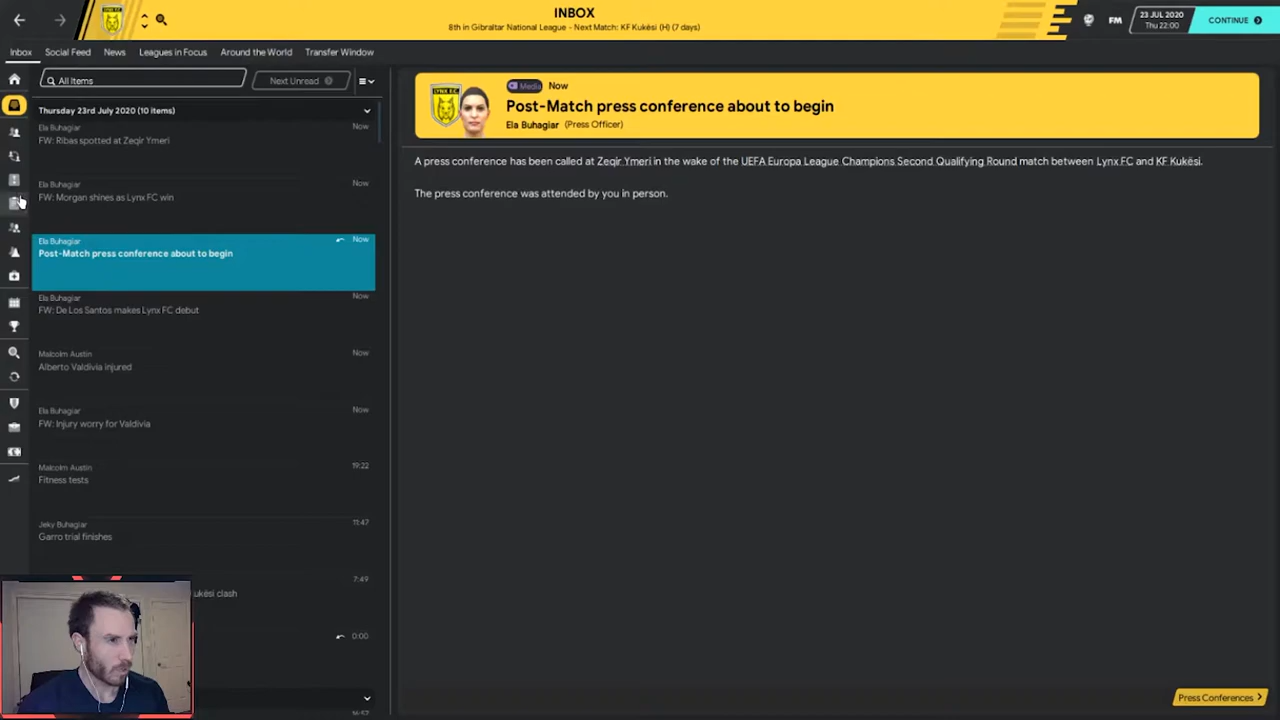 INBOX
8th in Gibraltar National League - Next Match: KF Kukësi (H) (7 days)
FM
23 JUL 2020
Thu 22:00
CONTINUE
Inbox
Social Feed
News
Leagues in Focus
Around the World
Transfer Window
All Items
Next Unread
Thursday 23rd July 2020 (10 items)
Ela Buhagiar
Now
FW: Ribas spotted at Zeqir Ymeri
Ela Buhagiar
Now
FW: Morgan shines as Lynx FC win
Ela Buhagiar
Now
Post-Match press conference about to begin
Ela Buhagiar
Now
FW: De Los Santos makes Lynx FC debut
Malcolm Austin
Now
Alberto Valdivia injured
Ela Buhagiar
Now
FW: Injury worry for Valdivia
Malcolm Austin
19:22
Fitness tests
Jeky Buhagiar
11:47
Garro trial finishes
7:49
Kukësi clash
0:00
LYNX F.C.
Media
Now
Post-Match press conference about to begin
Ela Buhagiar (Press Officer)
A press conference has been called at Zeqir Ymeri in the wake of the UEFA Europa League Champions Second Qualifying Round match between Lynx FC and KF Kukësi.
The press conference was attended by you in person.
Press Conferences